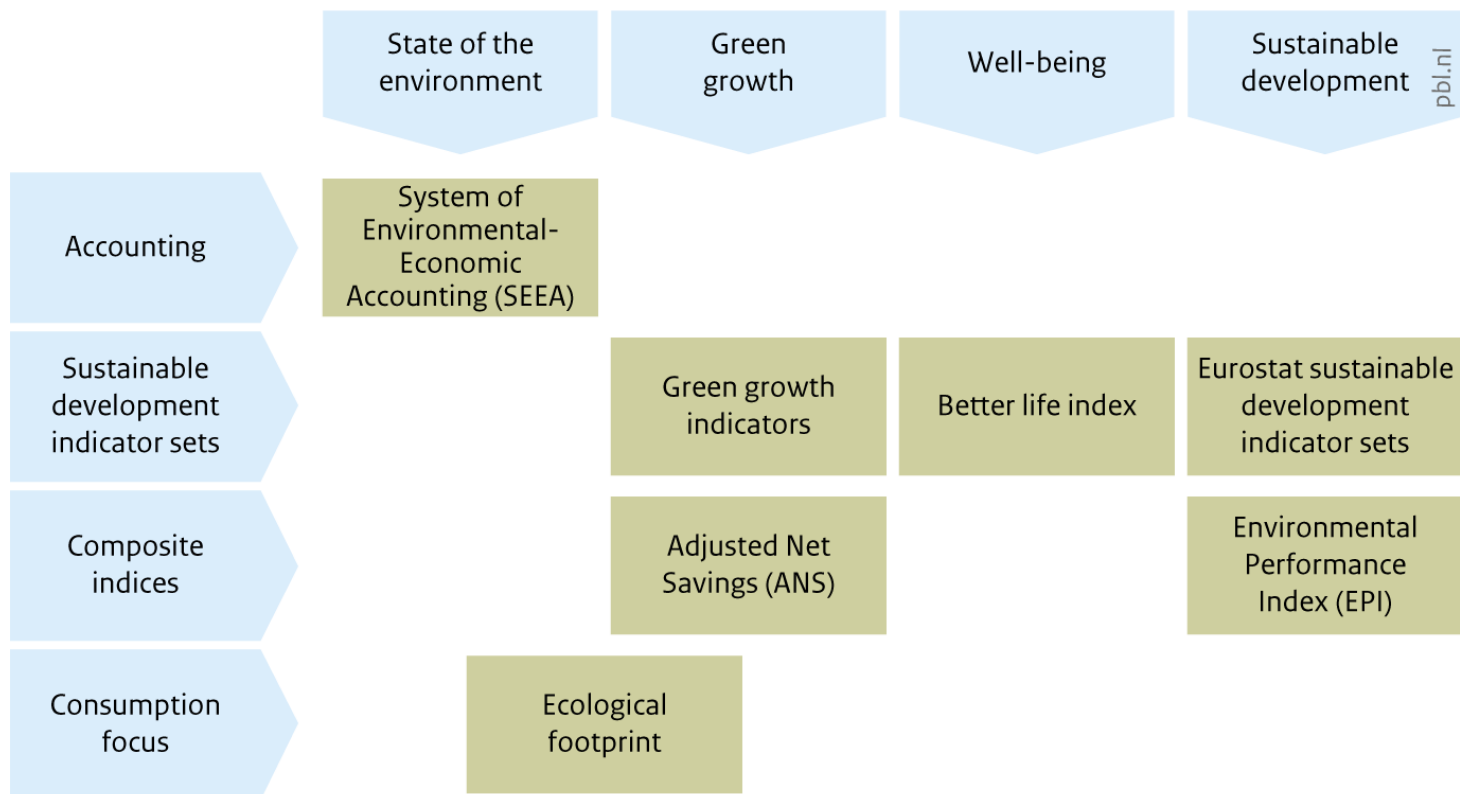 State of the
environment
Green
growth
Well-being
Sustainable
development
pbl.nl
Accounting
System of
Environmental-
Economic
Accounting (SEEA)
Sustainable
development
indicator sets
Green growth
indicators
Better life index
Eurostat sustainable
development
indicator sets
Composite
indices
Adjusted Net
Savings (ANS)
Environmental
Performance
Index (EPI)
Consumption
focus
Ecological
footprint